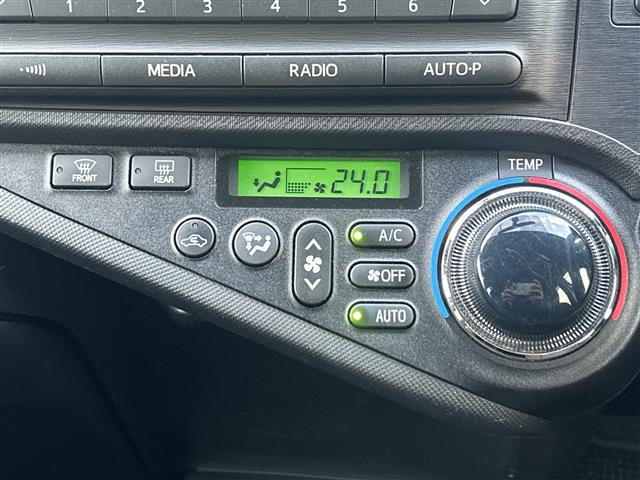 1 2 3 4 5 6
MEDIA RADIO AUTO·P
FRONT REAR 24.0 TEMP
A/C
OFF
AUTO